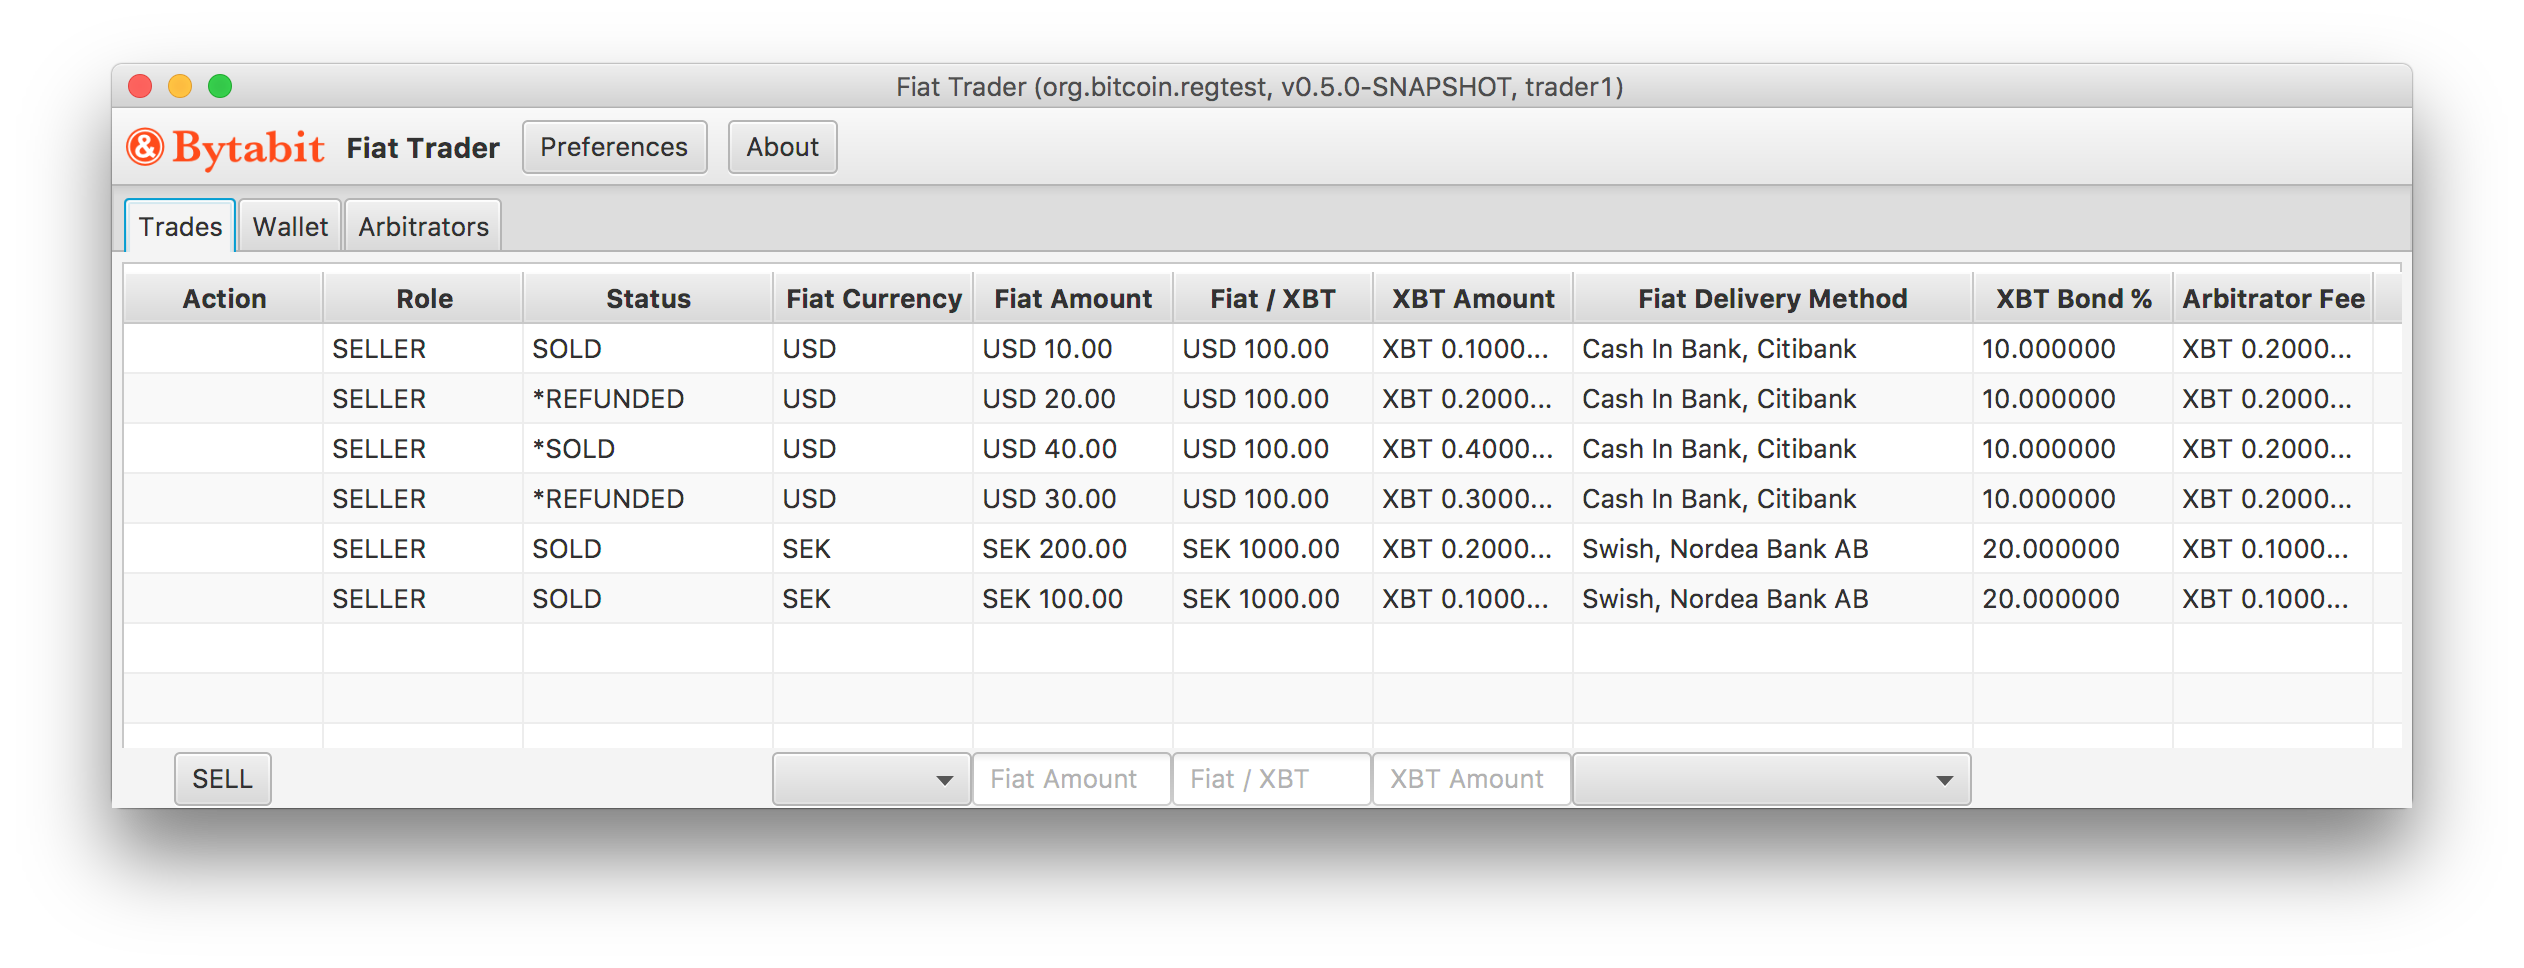 Fiat Trader (org.bitcoin.regtest, v0.5.0-SNAPSHOT, trader1)
& Bytabit Fiat Trader Preferences About
Trades Wallet Arbitrators
Action Role Status Fiat Currency Fiat Amount Fiat / XBT XBT Amount Fiat Delivery Method XBT Bond % Arbitrator Fee
SELLER SOLD USD USD 10.00 USD 100.00 XBT 0.1000... Cash In Bank, Citibank 10.000000 XBT 0.2000...
SELLER *REFUNDED USD USD 20.00 USD 100.00 XBT 0.2000... Cash In Bank, Citibank 10.000000 XBT 0.2000...
SELLER *SOLD USD USD 40.00 USD 100.00 XBT 0.4000... Cash In Bank, Citibank 10.000000 XBT 0.2000...
SELLER *REFUNDED USD USD 30.00 USD 100.00 XBT 0.3000... Cash In Bank, Citibank 10.000000 XBT 0.2000...
SELLER SOLD SEK SEK 200.00 SEK 1000.00 XBT 0.2000... Swish, Nordea Bank AB 20.000000 XBT 0.1000...
SELLER SOLD SEK SEK 100.00 SEK 1000.00 XBT 0.1000... Swish, Nordea Bank AB 20.000000 XBT 0.1000...
SELL Fiat Amount Fiat / XBT XBT Amount